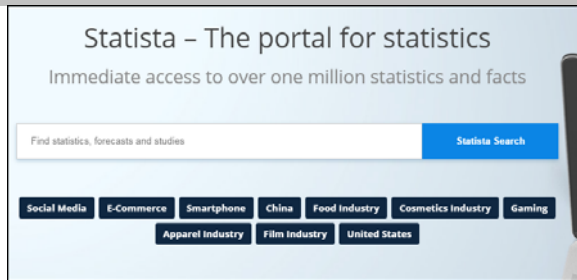 Statista – The portal for statistics
Immediate access to over one million statistics and facts
Find statistics, forecasts and studies Statista Search
Social Media E-Commerce Smartphone China Food Industry Cosmetics Industry Gaming
Apparel Industry Film Industry United States